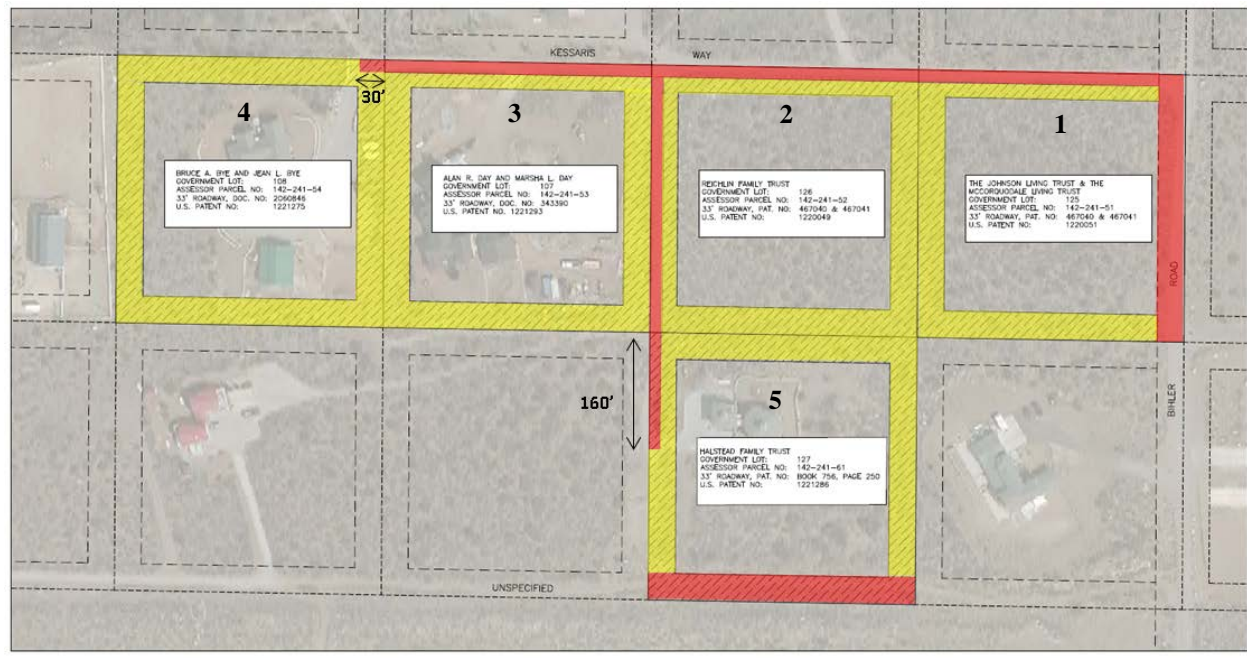 KESSARIS WAY
30'
4
3
2
1
BRUCE A. BYE AND JEAN L. BYE
GOVERNMENT LOT: 108
ASSESSOR PARCEL NO: 142-241-54
33' ROADWAY, DOC. NO: 2060846
U.S. PATENT NO: 1221275
ALAN R. DAY AND MARSHA L. DAY
GOVERNMENT LOT: 107
ASSESSOR PARCEL NO: 142-241-53
33' ROADWAY, DOC. NO: 343390
U.S. PATENT NO. 1221293
REICHLIN FAMILY TRUST
GOVERNMENT LOT: 126
ASSESSOR PARCEL NO: 142-241-52
33' ROADWAY, PAT. NO: 467040 & 467041
U.S. PATENT NO: 1220049
THE JOHNSON LIVING TRUST & THE
MCCORQUODALE LIVING TRUST
GOVERNMENT LOT: 125
ASSESSOR PARCEL NO: 142-241-51
33' ROADWAY, PAT. NO: 467040 & 467041
U.S. PATENT NO: 1220051
BIHLER ROAD
160'
5
HALSTEAD FAMILY TRUST
GOVERNMENT LOT: 127
ASSESSOR PARCEL NO: 142-241-61
33' ROADWAY, PAT. NO: BOOK 756, PAGE 250
U.S. PATENT NO: 1221286
UNSPECIFIED